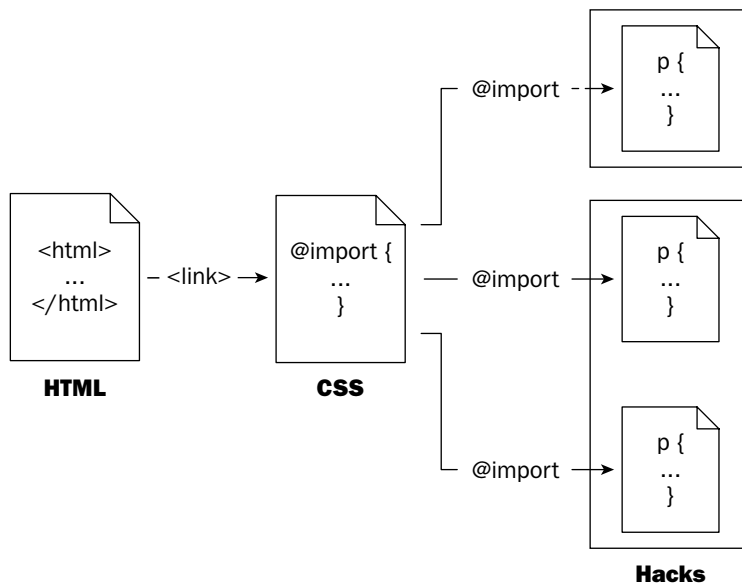 @import
p {
...
}
<html>
...
</html>
<link>
@import {
...
}
@import
p {
...
}
HTML
CSS
@import
p {
...
}
Hacks